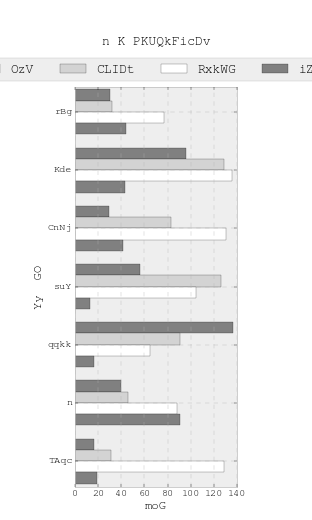 n K PKUQkFicDv
OzV CLIDt RxkWG iZ
rBg
Kde
CnNj
suY
qqkk
n
TAqc
Yy GO
0 20 40 60 80 100 120 140
moG